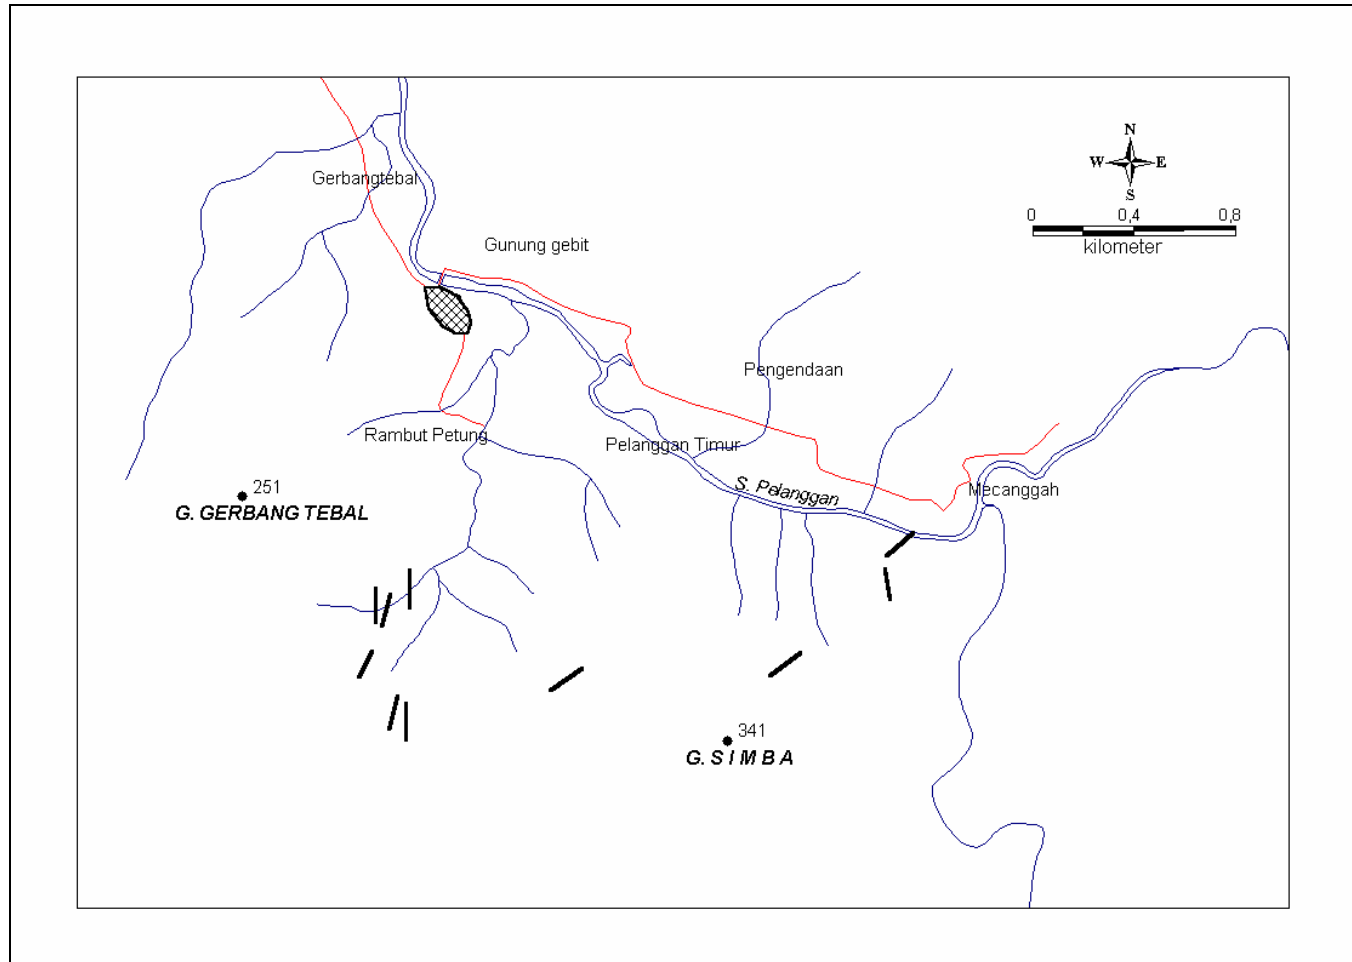 N
W E
S
0 0,4 0,8
kilometer
Gerbangtebal
Gunung gebit
Pengendaan
Rambut Petung
Pelanggan Timur
S. Pelanggan
Mecanggah
251
G. GERBANG TEBAL
341
G. S I M B A